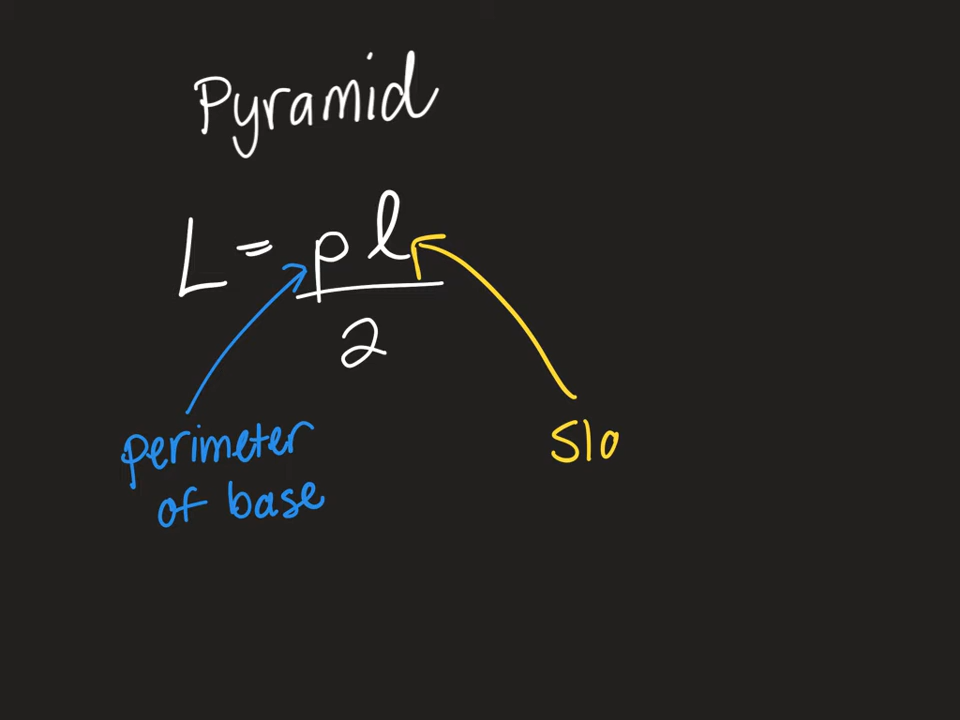 Pyramid
L = pl
2
perimeter
of base
Slo